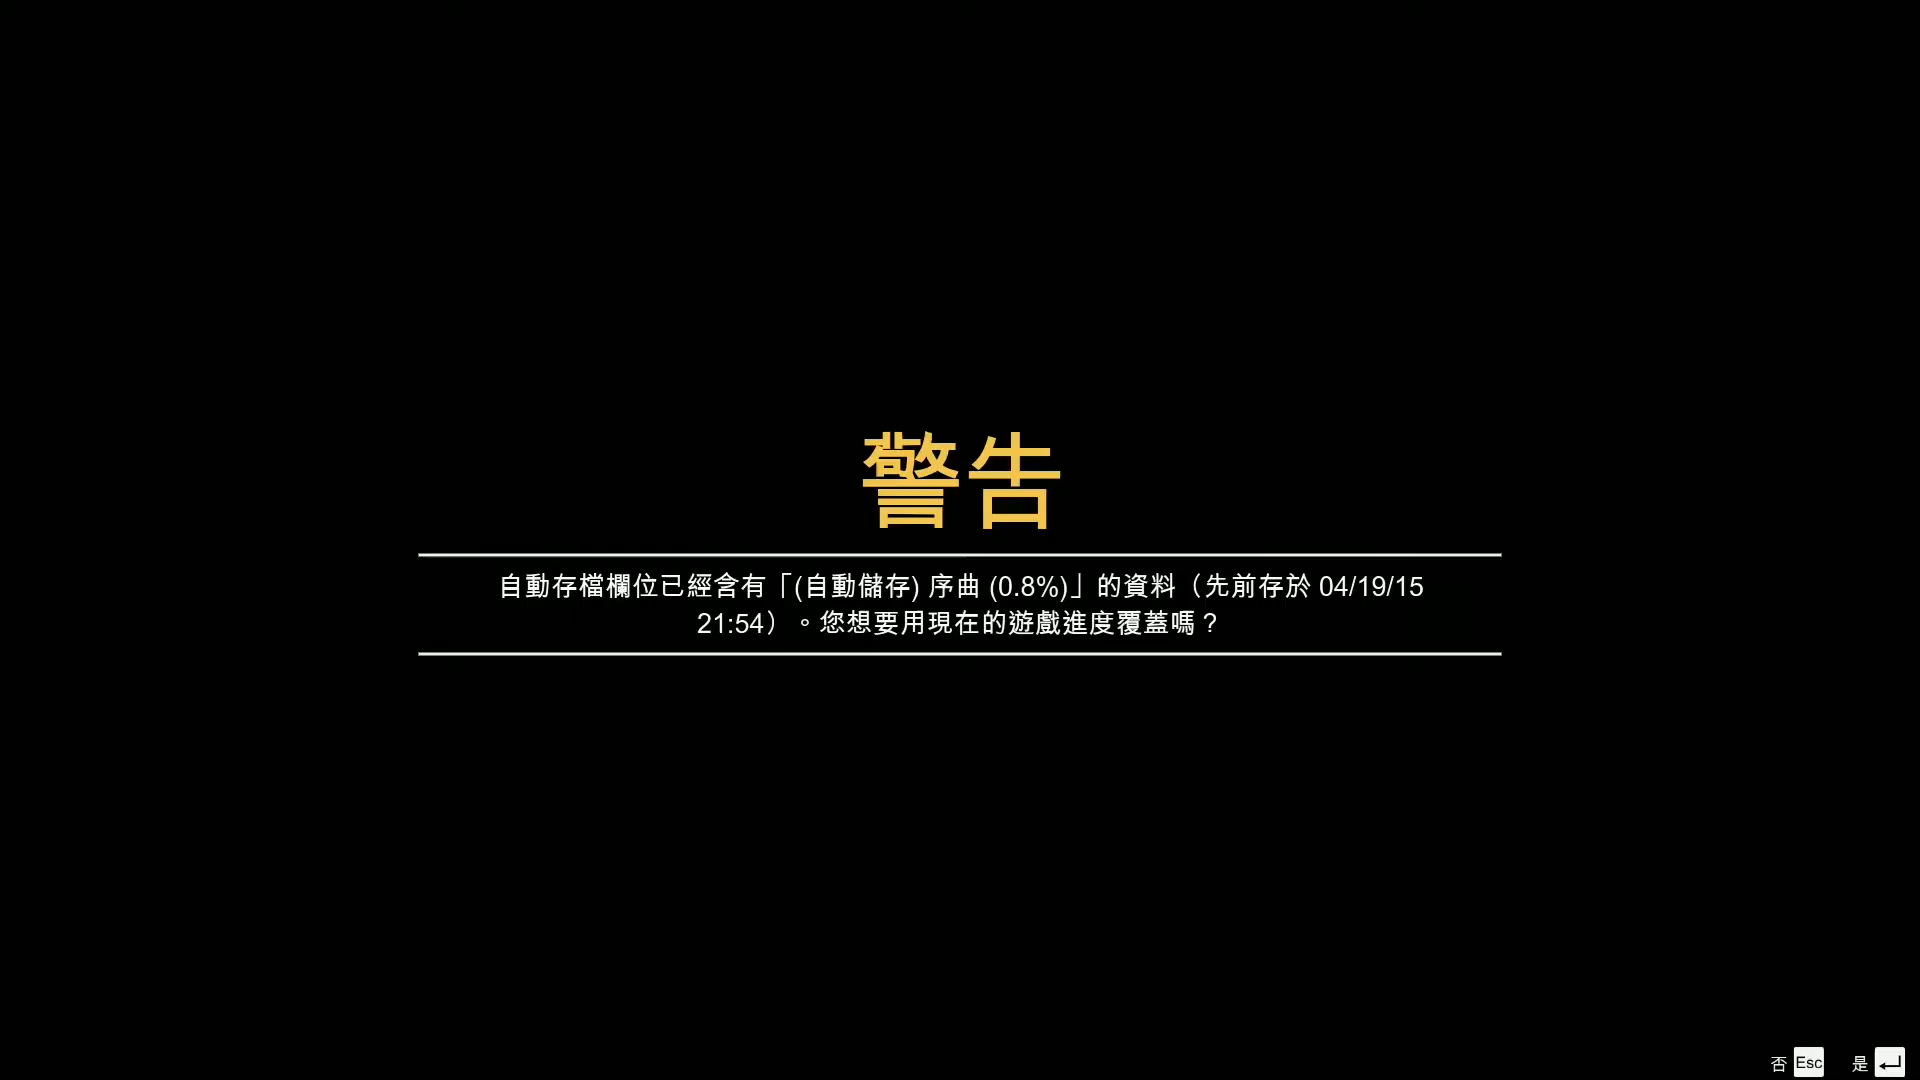 警告
自動存檔欄位已經含有「(自動儲存) 序曲 (0.8%)」的資料（先前存於 04/19/15
21:54）。您想要用現在的遊戲進度覆蓋嗎？
否 Esc 是